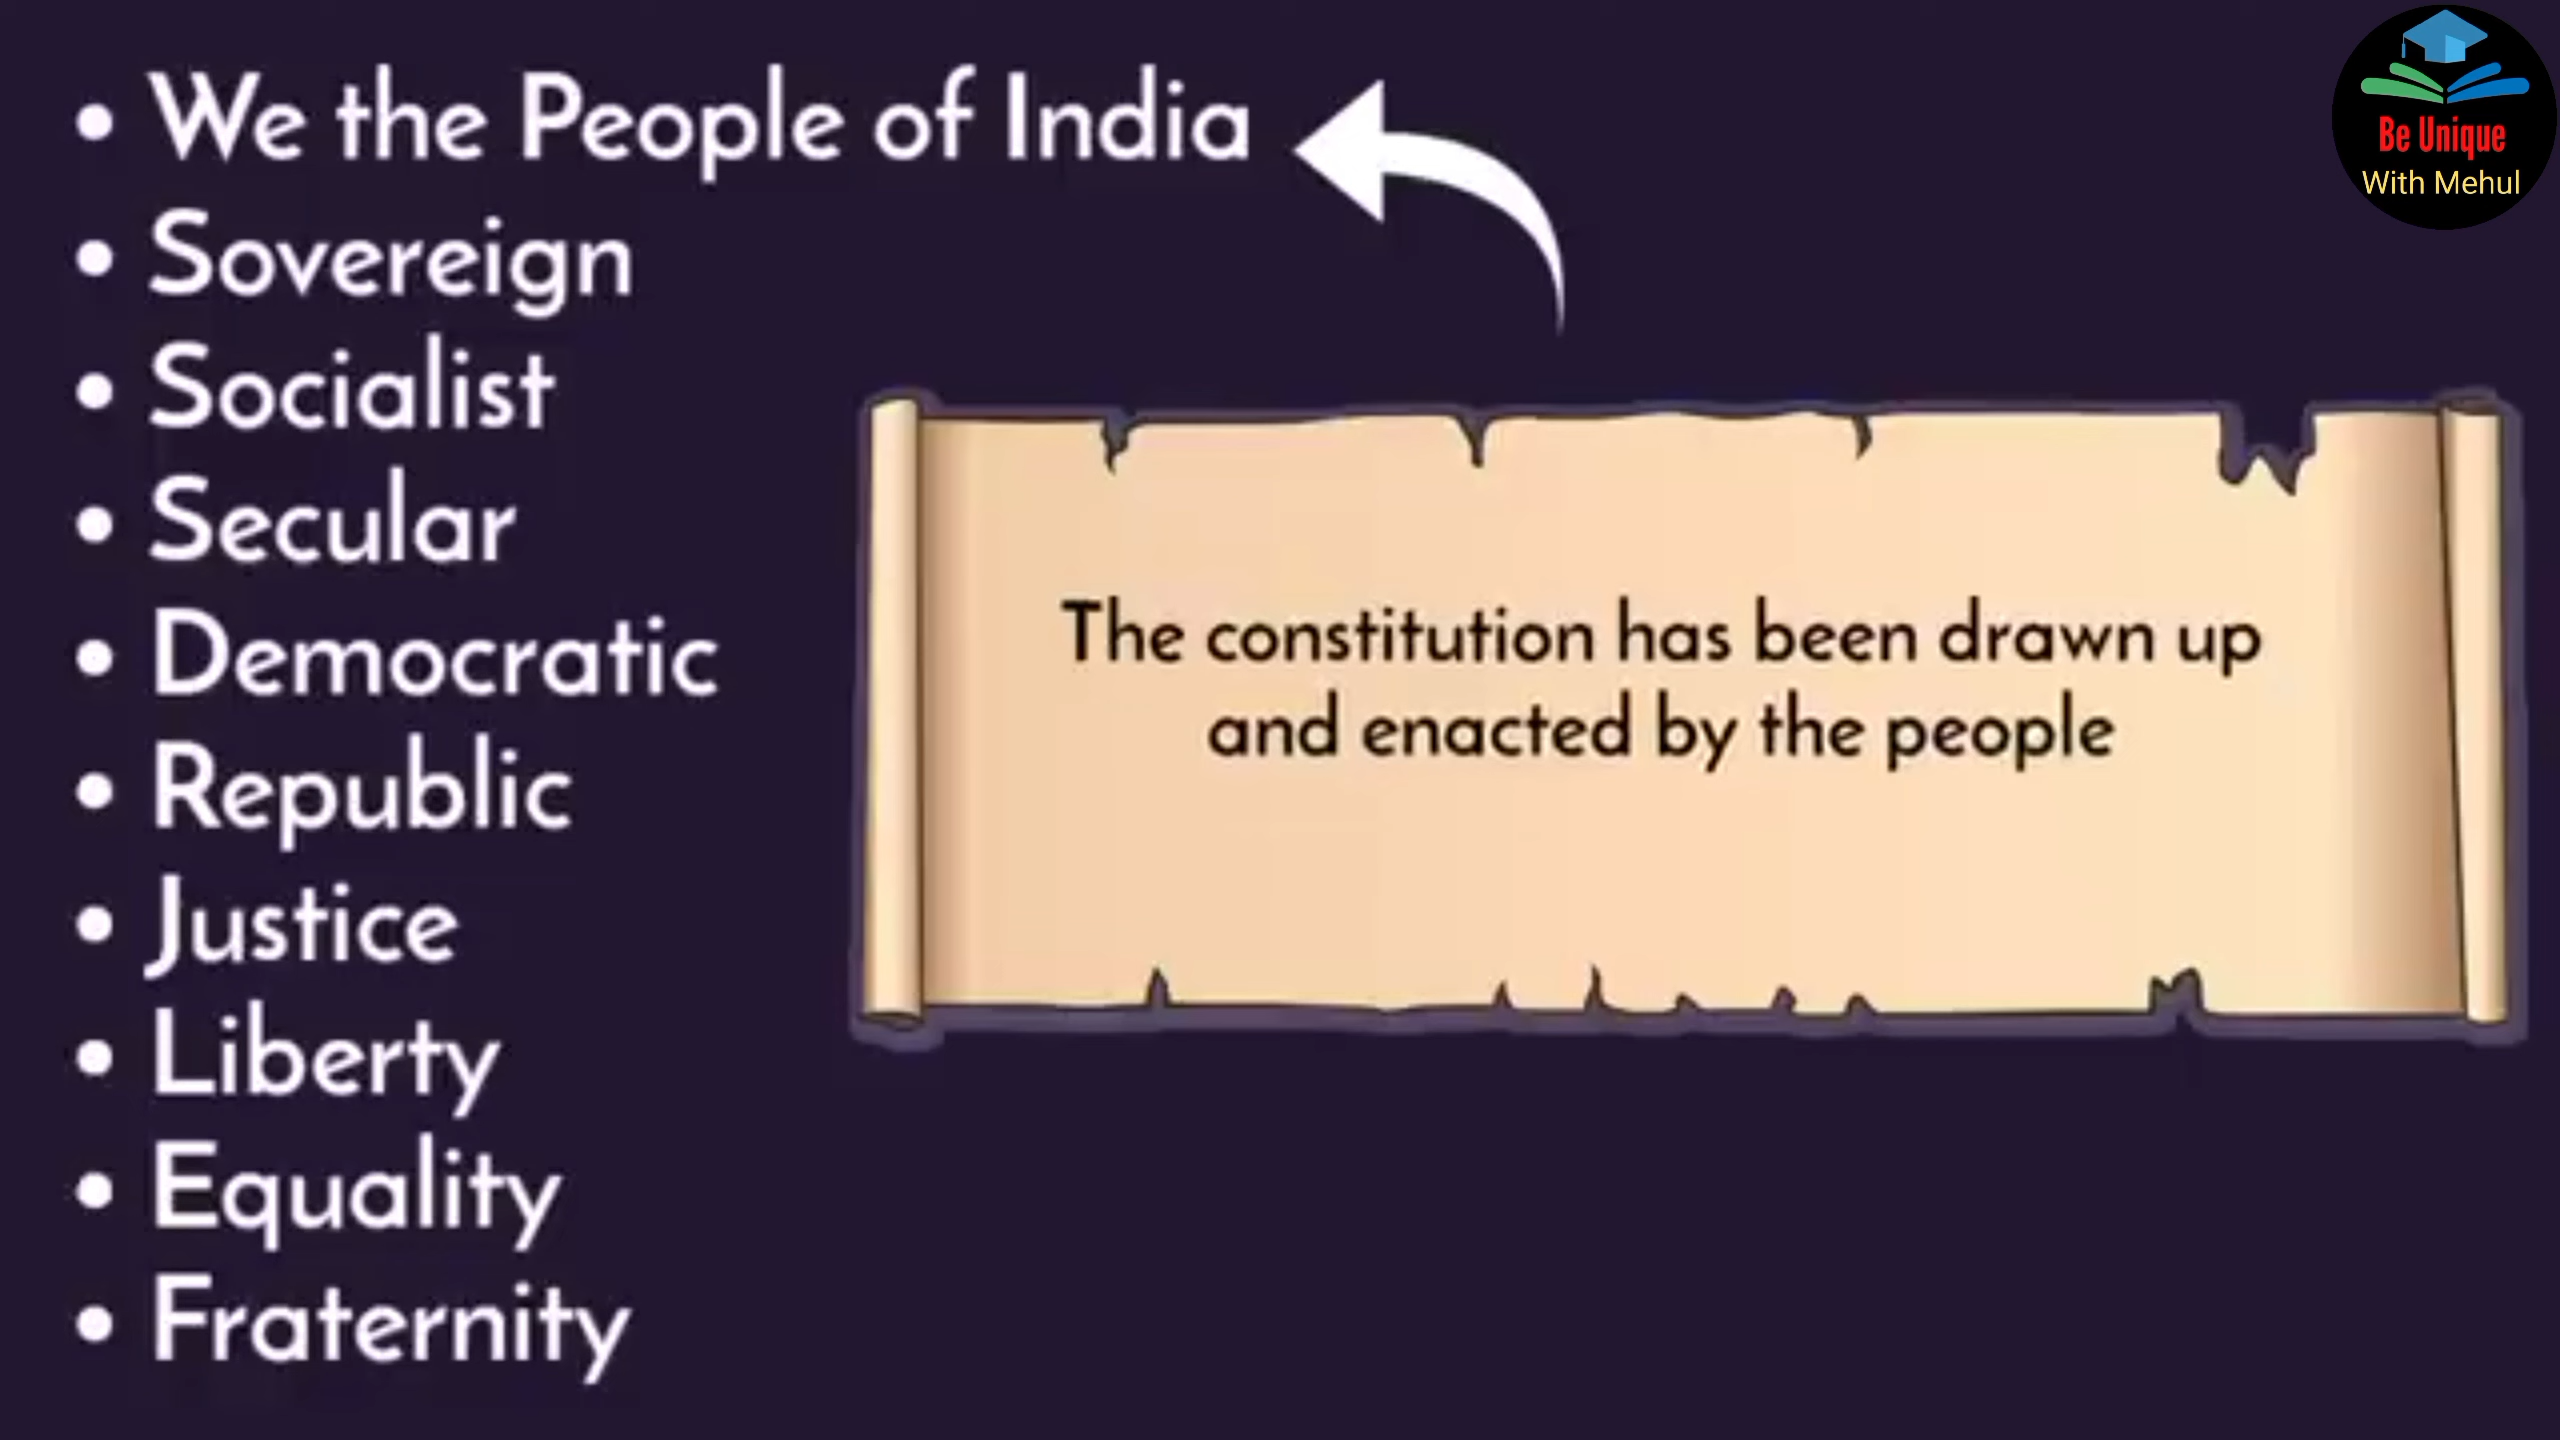 • We the People of India
• Sovereign
• Socialist
• Secular
• Democratic
• Republic
• Justice
• Liberty
• Equality
• Fraternity
The constitution has been drawn up
and enacted by the people
Be Unique
With Mehul